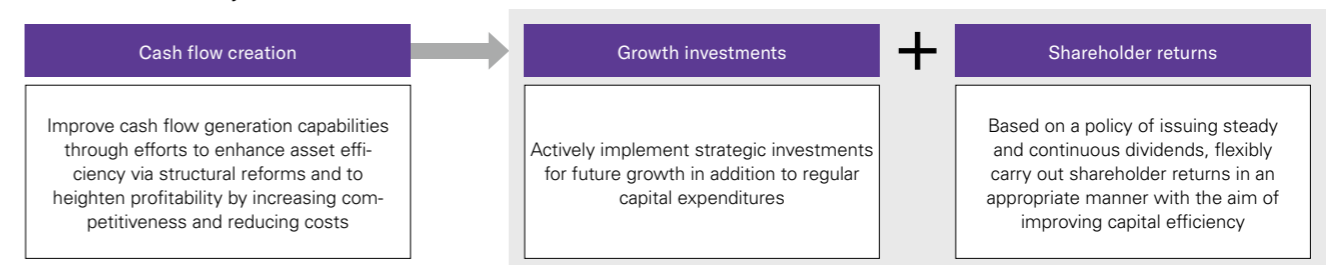 Cash flow creation
Improve cash flow generation capabilities
through efforts to enhance asset effi-
ciency via structural reforms and to
heighten profitability by increasing com-
petitiveness and reducing costs
Growth investments
Actively implement strategic investments
for future growth in addition to regular
capital expenditures
+
Shareholder returns
Based on a policy of issuing steady
and continuous dividends, flexibly
carry out shareholder returns in an
appropriate manner with the aim of
improving capital efficiency